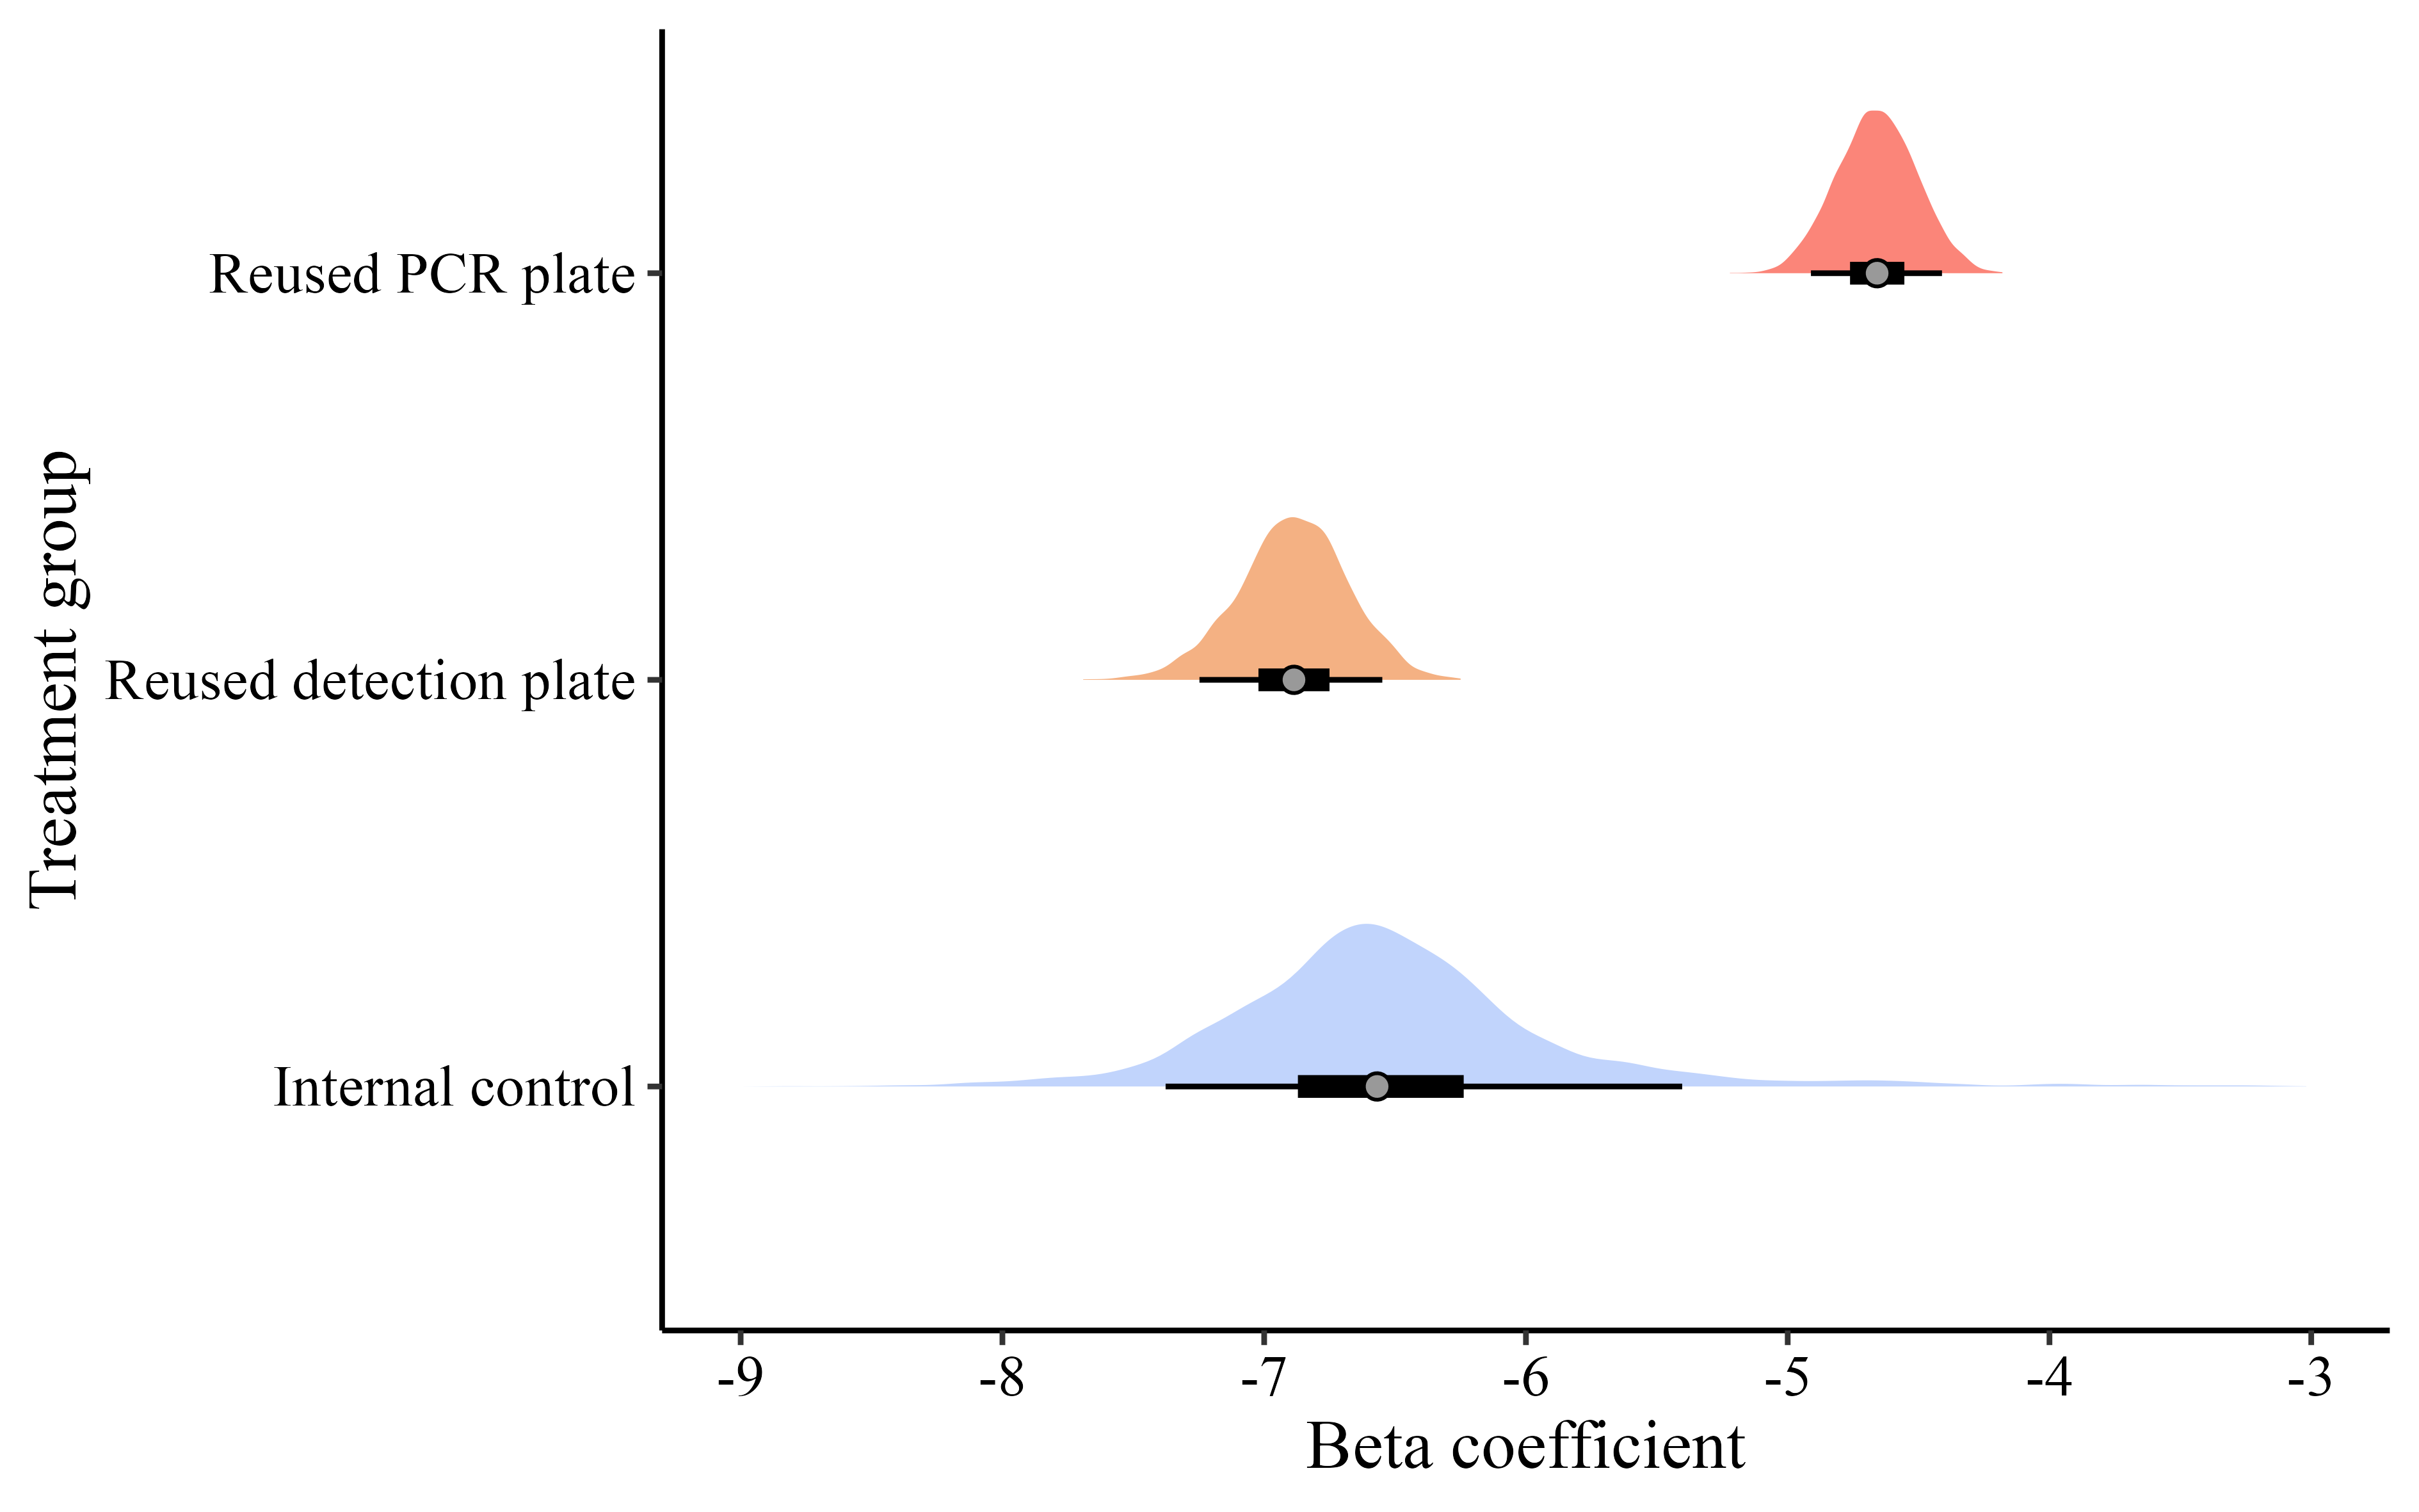 Treatment group
Reused PCR plate
Reused detection plate
Internal control
-9 -8 -7 -6 -5 -4 -3
Beta coefficient